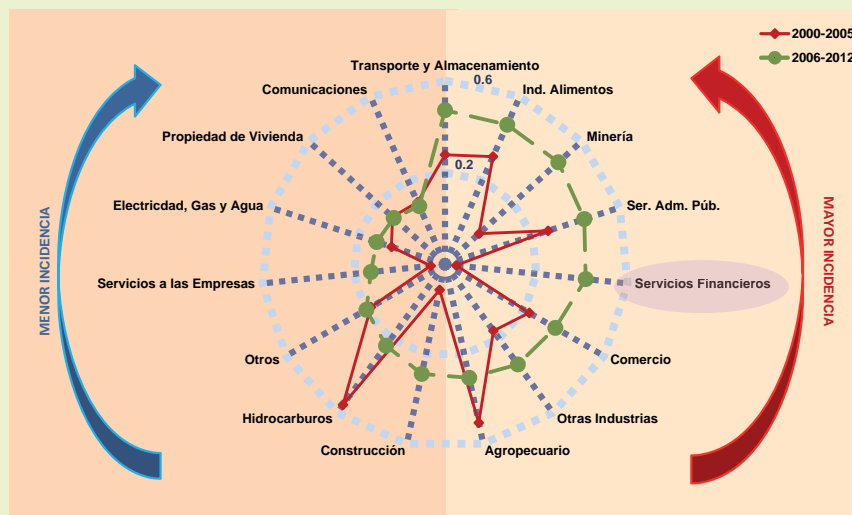 2000-2005
2006-2012
Transporte y Almacenamiento
0.6
Comunicaciones
Ind. Alimentos
Propiedad de Vivienda
Minería
0.2
Electricdad, Gas y Agua
Ser. Adm. Púb.
MENOR INCIDENCIA
MAYOR INCIDENCIA
Servicios a las Empresas
Servicios Financieros
Otros
Comercio
Hidrocarburos
Otras Industrias
Construcción
Agropecuario